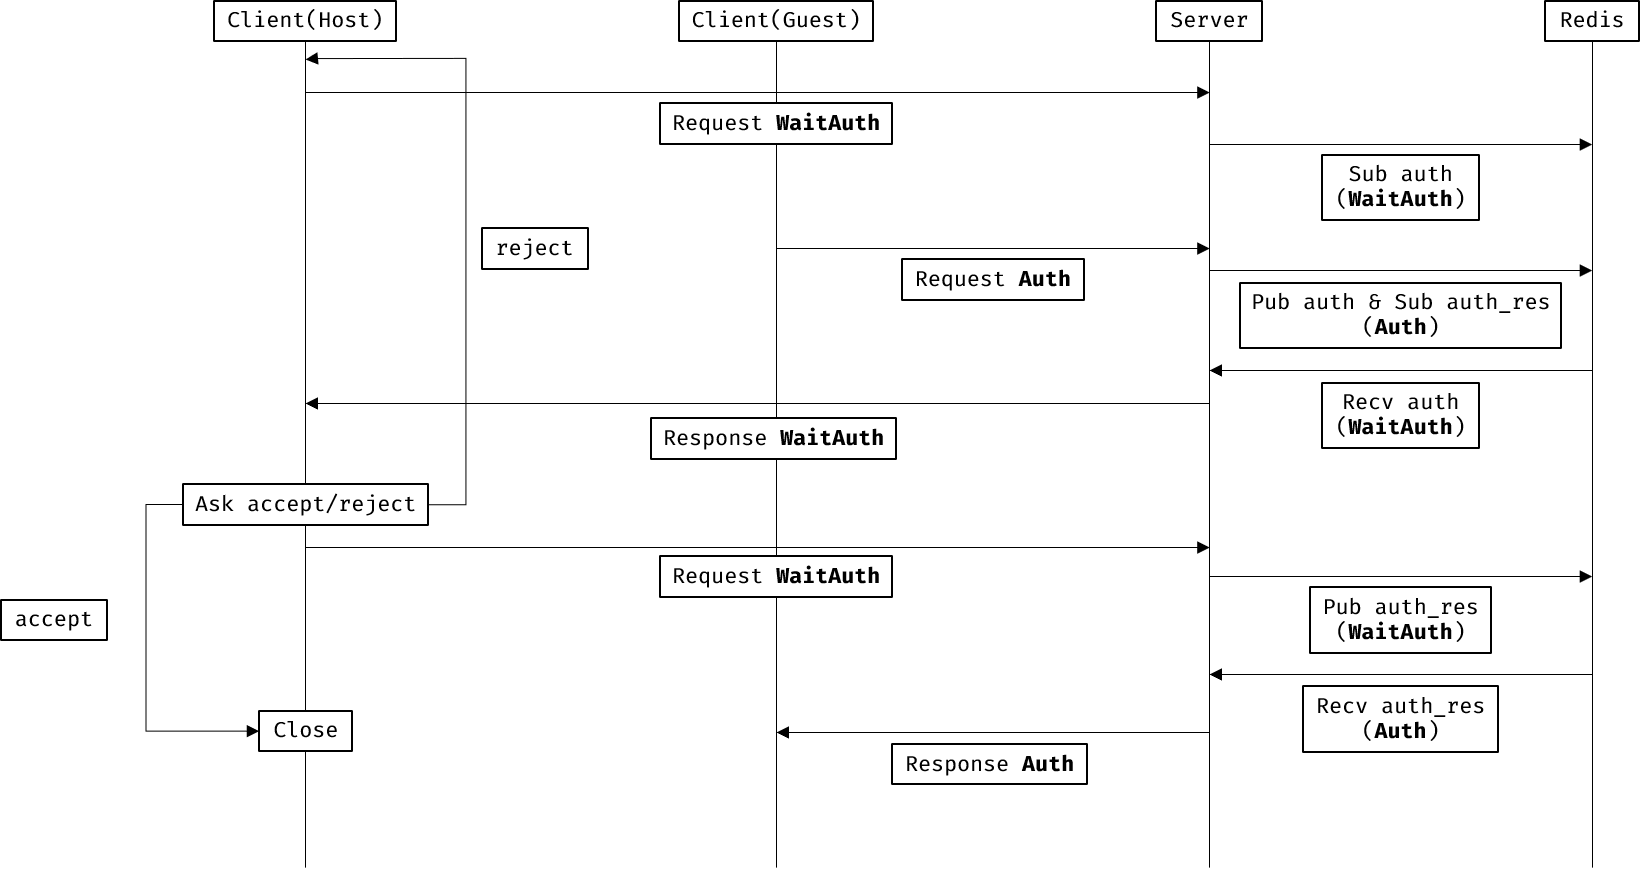 Client(Host)
Client(Guest)
Server
Redis
Request WaitAuth
Sub auth
(WaitAuth)
reject
Request Auth
Pub auth & Sub auth_res
(Auth)
Recv auth
(WaitAuth)
Response WaitAuth
Ask accept/reject
Request WaitAuth
accept
Pub auth_res
(WaitAuth)
Recv auth_res
(Auth)
Close
Response Auth